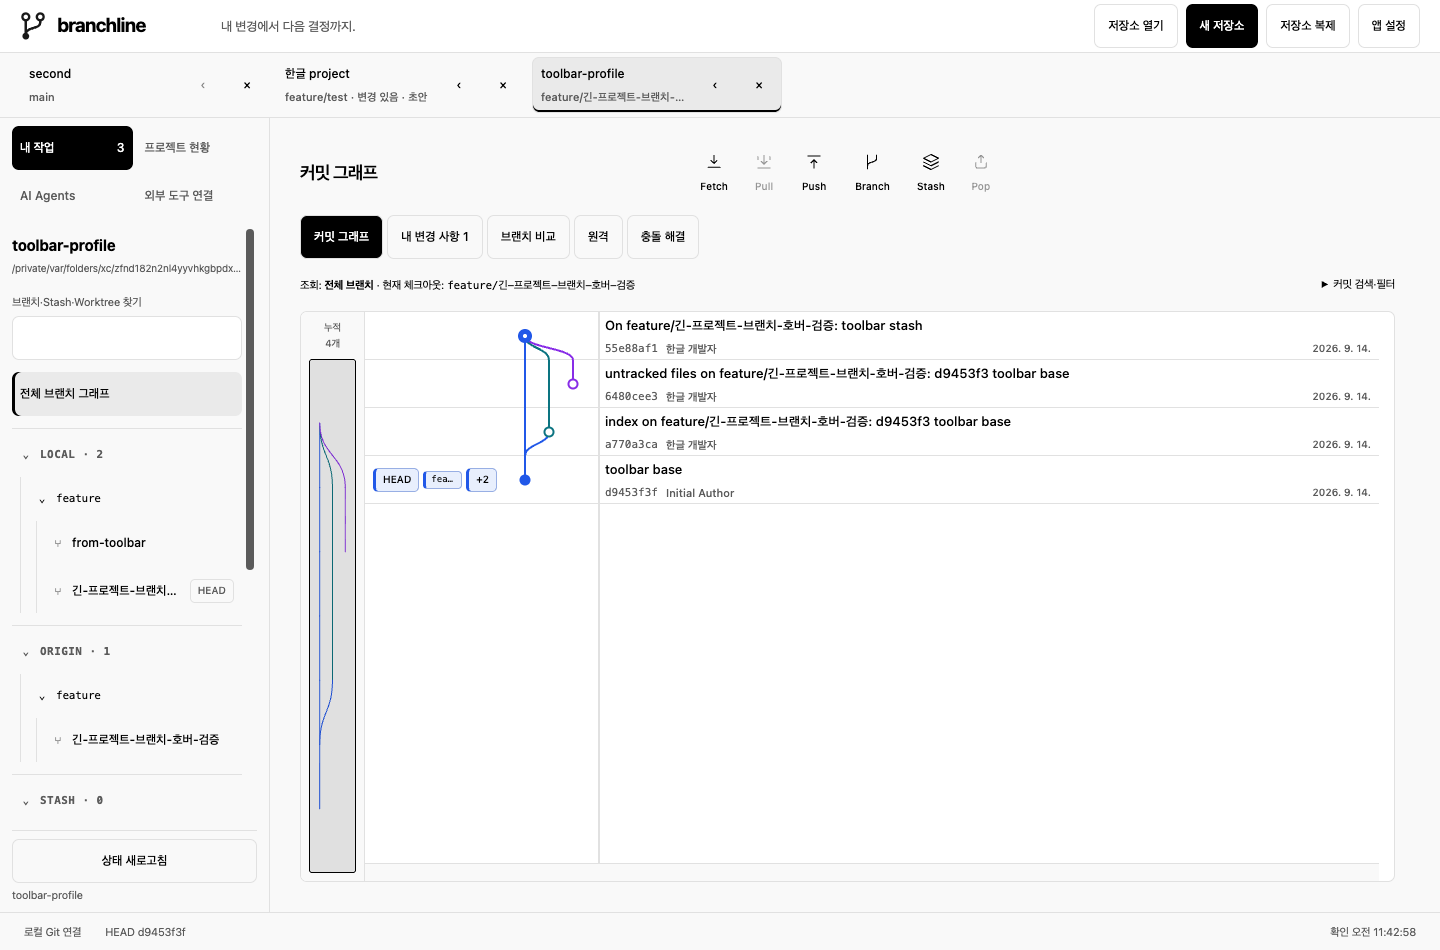 branchline
내 변경에서 다음 결정까지.
저장소 열기
새 저장소
저장소 복제
앱 설정
second
main
한글 project
feature/test · 변경 있음 · 초안
toolbar-profile
feature/긴-프로젝트-브랜치-...
내 작업 3
프로젝트 현황
AI Agents
외부 도구 연결
toolbar-profile
/private/var/folders/xc/zfnd182n2nl4yyvhkgbpdx...
브랜치·Stash·Worktree 찾기
전체 브랜치 그래프
LOCAL · 2
feature
from-toolbar
긴-프로젝트-브랜치... HEAD
ORIGIN · 1
feature
긴-프로젝트-브랜치-호버-검증
STASH · 0
상태 새로고침
toolbar-profile
커밋 그래프
Fetch
Pull
Push
Branch
Stash
Pop
커밋 그래프
내 변경 사항 1
브랜치 비교
원격
충돌 해결
조회: 전체 브랜치 · 현재 체크아웃: feature/긴-프로젝트-브랜치-호버-검증
▶ 커밋 검색·필터
누적
4개
On feature/긴-프로젝트-브랜치-호버-검증: toolbar stash
55e88af1 한글 개발자 2026. 9. 14.
untracked files on feature/긴-프로젝트-브랜치-호버-검증: d9453f3 toolbar base
6480cee3 한글 개발자 2026. 9. 14.
index on feature/긴-프로젝트-브랜치-호버-검증: d9453f3 toolbar base
a770a3ca 한글 개발자 2026. 9. 14.
HEAD fea... +2
toolbar base
d9453f3f Initial Author 2026. 9. 14.
로컬 Git 연결
HEAD d9453f3f
확인 오전 11:42:58